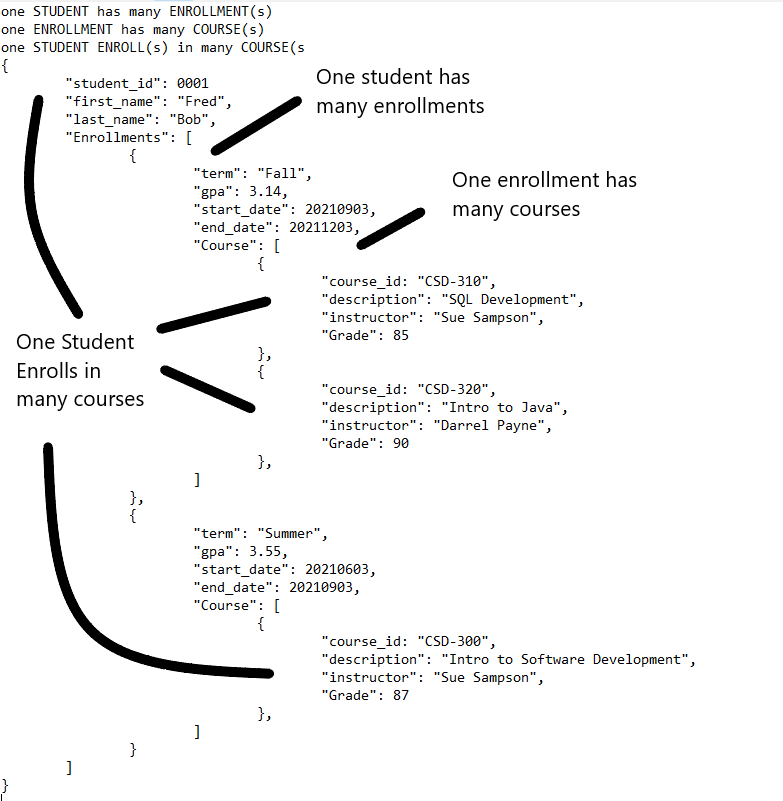 one STUDENT has many ENROLLMENT(s)
one ENROLLMENT has many COURSE(s)
one STUDENT ENROLL(s) in many COURSE(s
{
"student_id": 0001
"first_name": "Fred",
"last_name": "Bob",
"Enrollments": [
{
"term": "Fall",
"gpa": 3.14,
"start_date": 20210903,
"end_date": 20211203,
"Course": [
{
"course_id: "CSD-310",
"description": "SQL Development",
"instructor": "Sue Sampson",
"Grade": 85
},
{
"course_id: "CSD-320",
"description": "Intro to Java",
"instructor": "Darrel Payne",
"Grade": 90
},
]
},
{
"term": "Summer",
"gpa": 3.55,
"start_date": 20210603,
"end_date": 20210903,
"Course": [
{
"course_id: "CSD-300",
"description": "Intro to Software Development",
"instructor": "Sue Sampson",
"Grade": 87
},
]
}
]
}
One student has
many enrollments
One enrollment has
many courses
One Student
Enrolls in
many courses